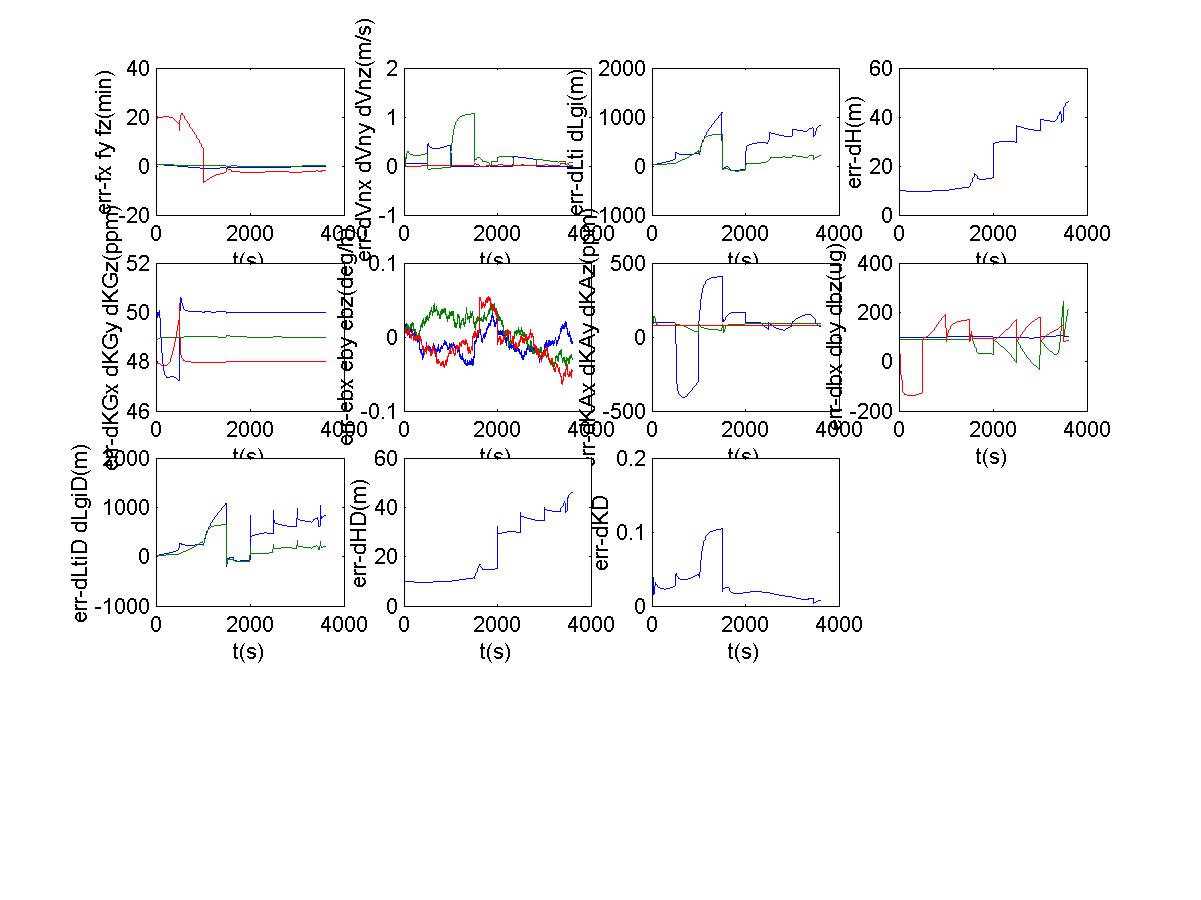 err-fx fy fz(min)
40
20
0
-20
0 2000 4000
t(s)
err-dVnx dVny dVnz(m/s)
2
1
0
-1
0 2000 4000
t(s)
err-dLti dLgi(m)
2000
1000
0
1000
0 2000 4000
t(s)
err-dH(m)
60
40
20
0
0 2000 4000
t(s)
err-dKGx dKGy dKGz(ppm)
52
50
48
46
0 2000 4000
t(s)
err-ebx eby ebz(deg/h)
0.1
0
-0.1
0 2000 4000
t(s)
err-dKAx dKAy dKAz(ppm)
500
0
-500
0 2000 4000
t(s)
err-dbx dby dbz(ug)
400
200
0
-200
0 2000 4000
t(s)
err-dLtiD dLgiD(m)
2000
1000
0
-1000
0 2000 4000
t(s)
err-dHD(m)
60
40
20
0
0 2000 4000
t(s)
err-dKD
0.2
0.1
0
0 2000 4000
t(s)